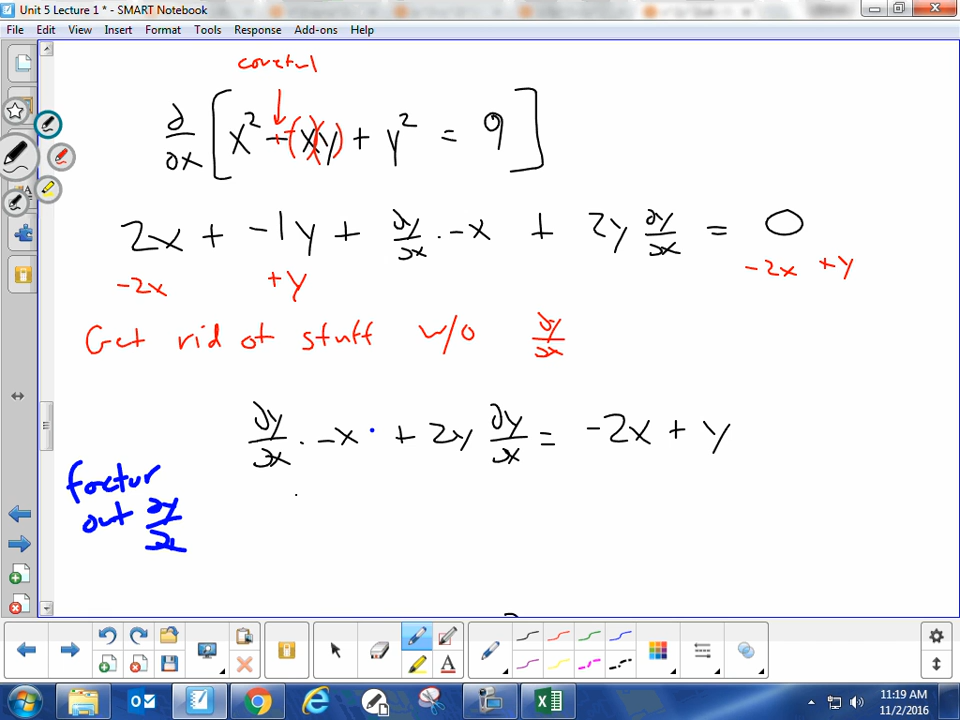 Unit 5 Lecture 1 * - SMART Notebook
File Edit View Insert Format Tools Response Add-ons Help
∂/∂x [ x² - (x)(y) + y² = 9 ]
2x + -1y + ∂y/∂x · -x + 2y ∂y/∂x = 0
-2x +y -2x +y
Get rid of stuff w/o ∂y/∂x
∂y/∂x · -x · + 2y ∂y/∂x = -2x + y
factor
out ∂y/∂x
A
11:19 AM
11/2/2016